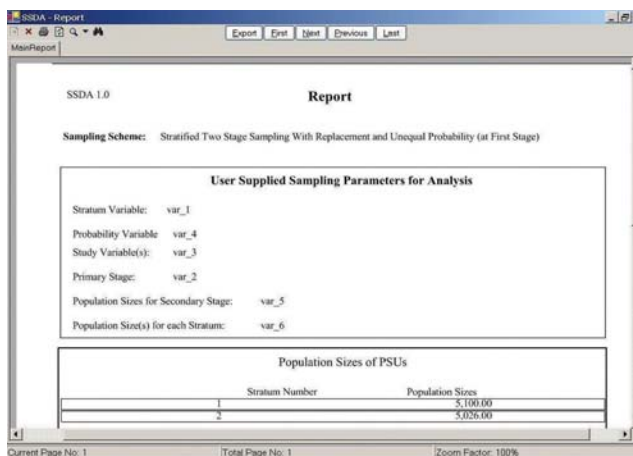 SSDA - Report
Export First Next Previous Last
MainReport
SSDA 1.0
Report
Sampling Scheme: Stratified Two Stage Sampling With Replacement and Unequal Probability (at First Stage)
User Supplied Sampling Parameters for Analysis
Stratum Variable: var_1
Probability Variable var_4
Study Variable(s): var_3
Primary Stage: var_2
Population Sizes for Secondary Stage: var_5
Population Size(s) for each Stratum: var_6
Population Sizes of PSUs
Stratum Number Population Sizes
1 5,100.00
2 5,026.00
Current Page No: 1 Total Page No: 1 Zoom Factor: 100%